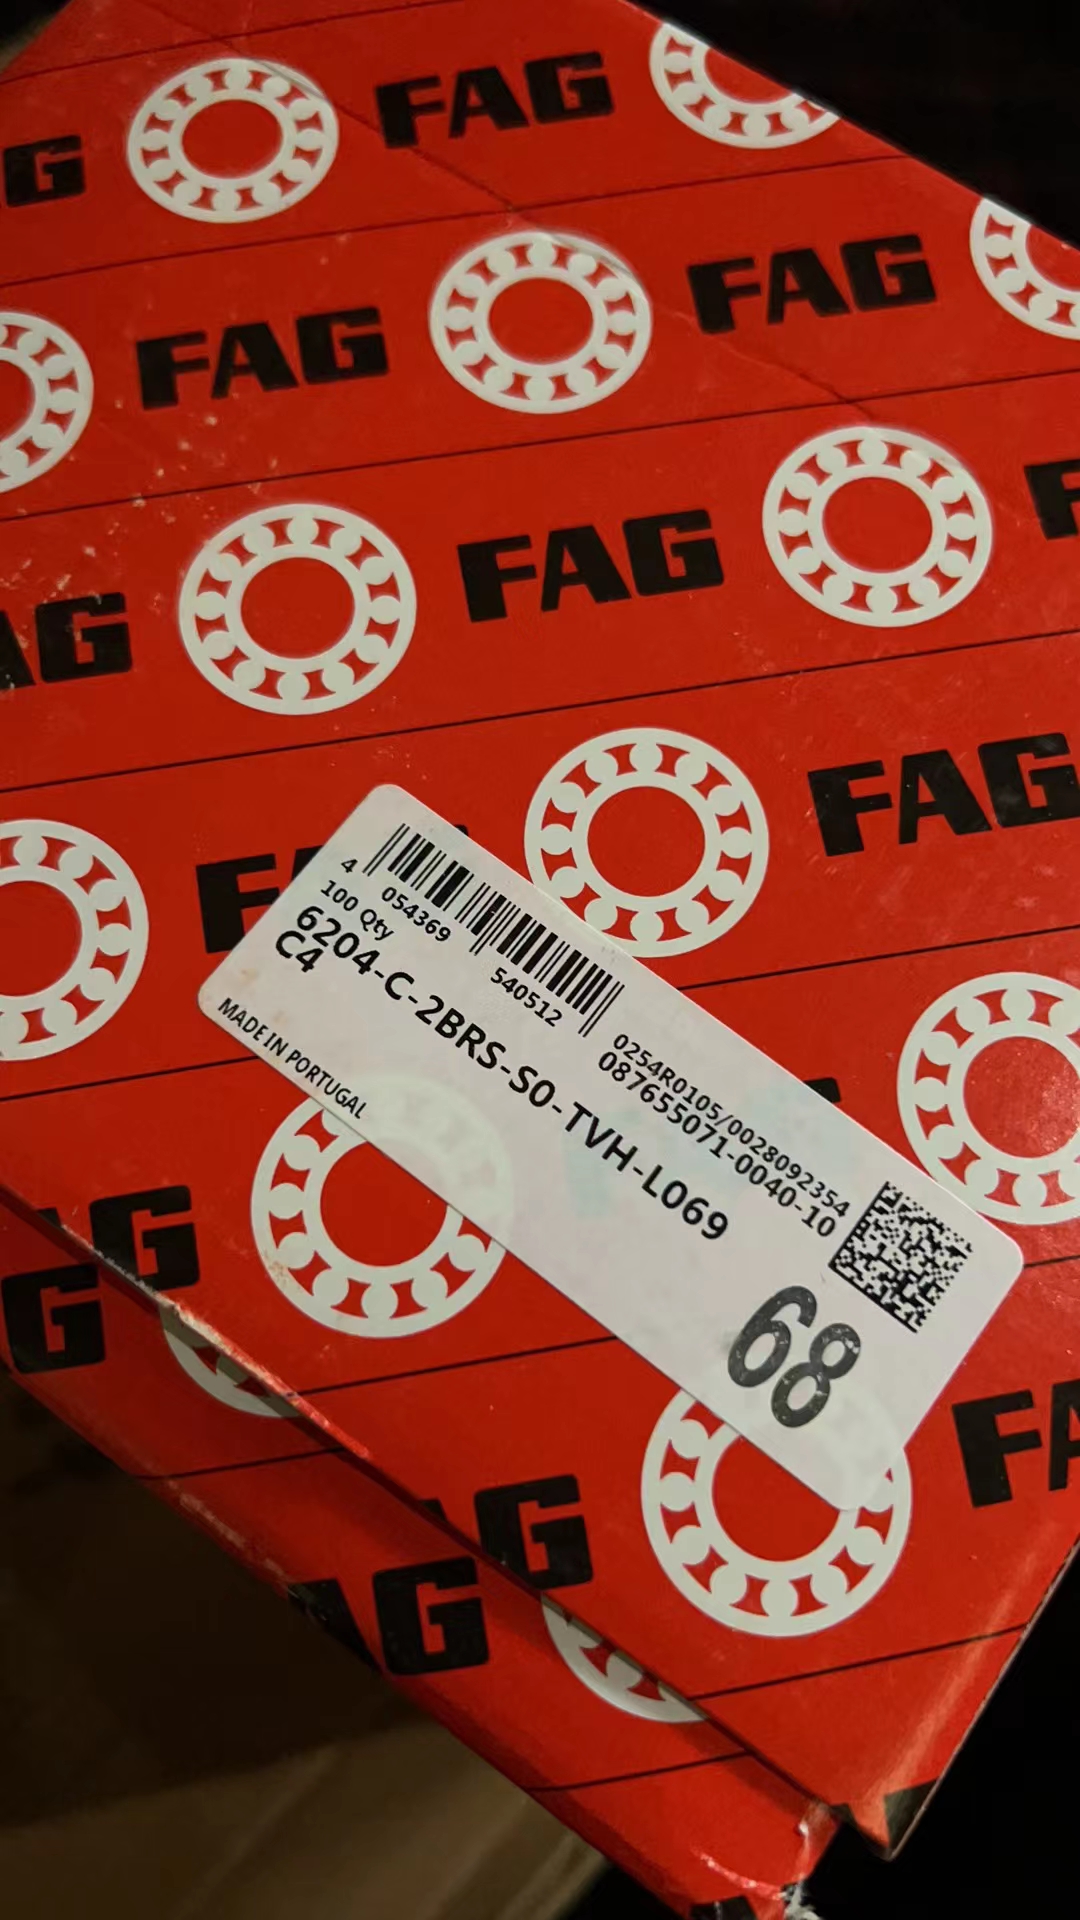 FAG
FAG
FAG
FAG
FAG
FAG
4 054369 540512
100 Qty
6204-C-2BRS-S0-TVH-L069
C4
MADE IN PORTUGAL
0254R0105/0028092354
087655071-0040-10
68